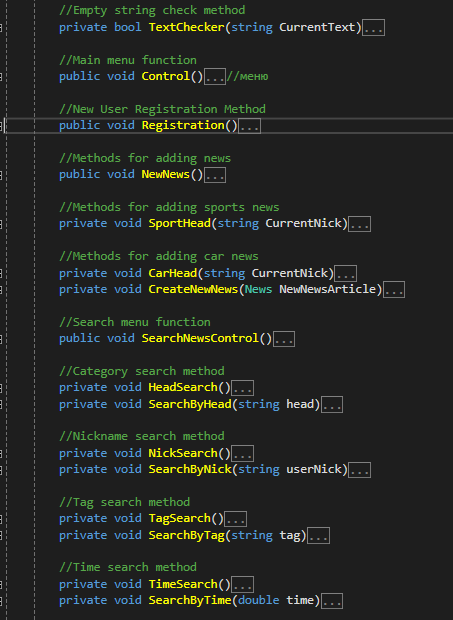 //Empty string check method
private bool TextChecker(string CurrentText)...
//Main menu function
public void Control()...//меню
//New User Registration Method
public void Registration()...
//Methods for adding news
public void NewNews()...
//Methods for adding sports news
private void SportHead(string CurrentNick)...
//Methods for adding car news
private void CarHead(string CurrentNick)...
private void CreateNewNews(News NewNewsArticle)...
//Search menu function
public void SearchNewsControl()...
//Category search method
private void HeadSearch()...
private void SearchByHead(string head)...
//Nickname search method
private void NickSearch()...
private void SearchByNick(string userNick)...
//Tag search method
private void TagSearch()...
private void SearchByTag(string tag)...
//Time search method
private void TimeSearch()...
private void SearchByTime(double time)...